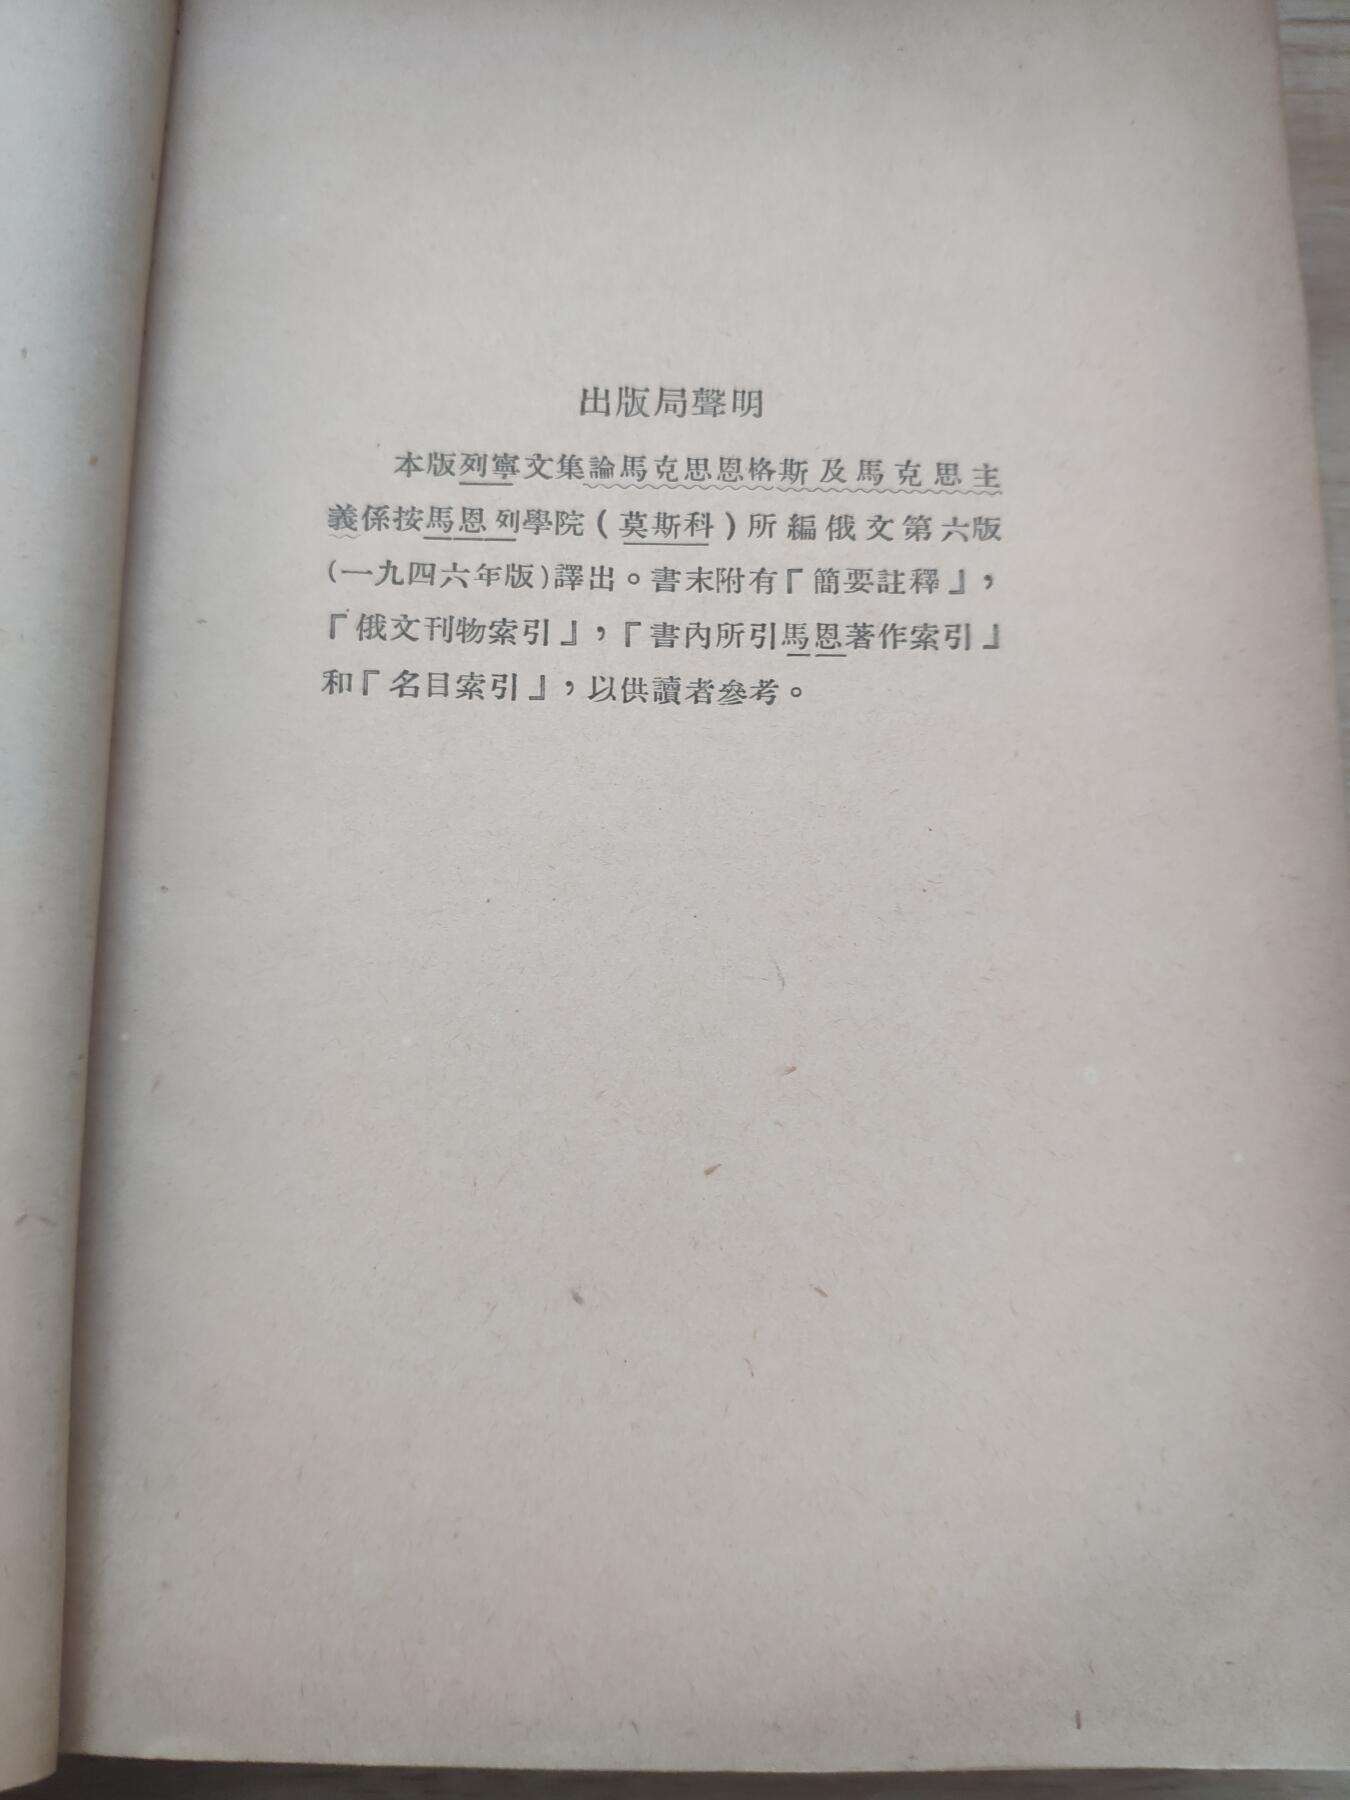 出版局聲明
本版列寧文集論馬克思恩格斯及馬克思主
義係按馬恩列學院(莫斯科)所編俄文第六版
(一九四六年版)譯出。書末附有『簡要註釋』,
『俄文刊物索引』,『書內所引馬恩著作索引』
和『名目索引』,以供讀者參考。